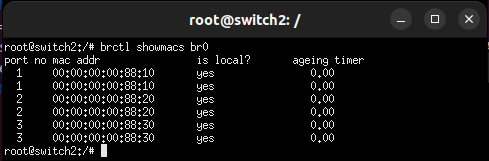 root@switch2: /
root@switch2:/# brctl showmacs br0
port no mac addr                is local?       ageing timer
  1     00:00:00:00:88:10       yes                0.00
  1     00:00:00:00:88:10       yes                0.00
  2     00:00:00:00:88:20       yes                0.00
  2     00:00:00:00:88:20       yes                0.00
  3     00:00:00:00:88:30       yes                0.00
  3     00:00:00:00:88:30       yes                0.00
root@switch2:/#